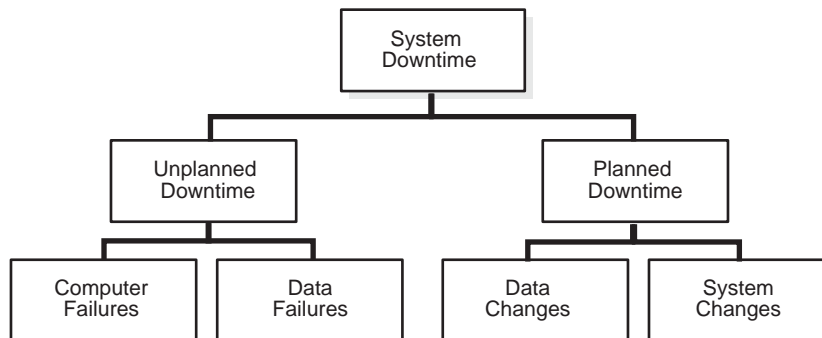 System
Downtime
Unplanned
Downtime
Planned
Downtime
Computer
Failures
Data
Failures
Data
Changes
System
Changes